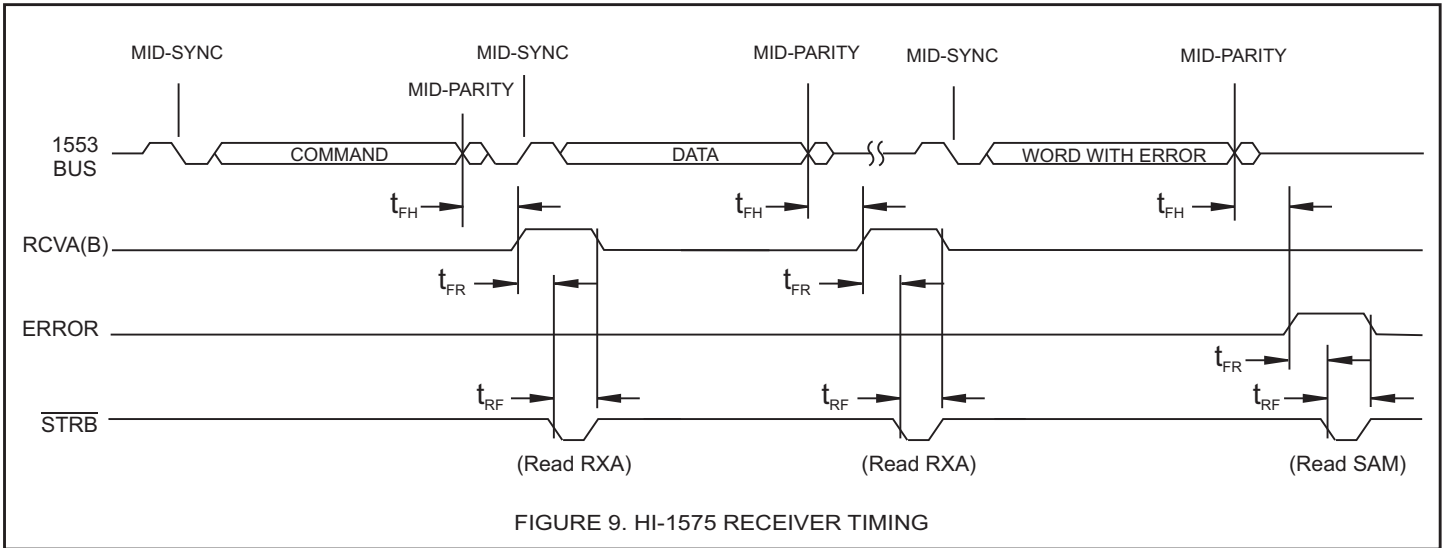 MID-SYNC
MID-SYNC
MID-PARITY
MID-SYNC
MID-PARITY
MID-PARITY
1553
BUS
COMMAND
DATA
WORD WITH ERROR
tFH
tFH
tFH
RCVA(B)
tFR
tFR
ERROR
tFR
tRF
tRF
tRF
STRB
(Read RXA)
(Read RXA)
(Read SAM)
FIGURE 9. HI-1575 RECEIVER TIMING